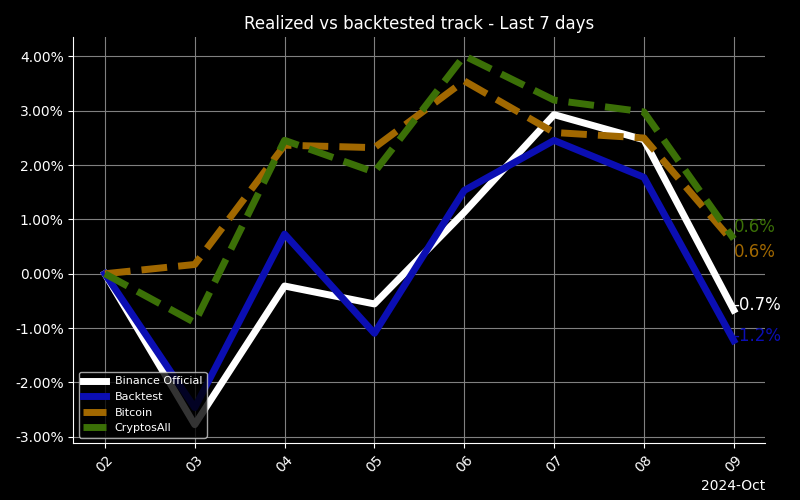 Realized vs backtested track - Last 7 days
4.00%
3.00%
2.00%
1.00%
0.00%
-1.00%
-2.00%
-3.00%
0.6%
0.6%
-0.7%
-1.2%
Binance Official
Backtest
Bitcoin
CryptosAll
02 03 04 05 06 07 08 09
2024-Oct